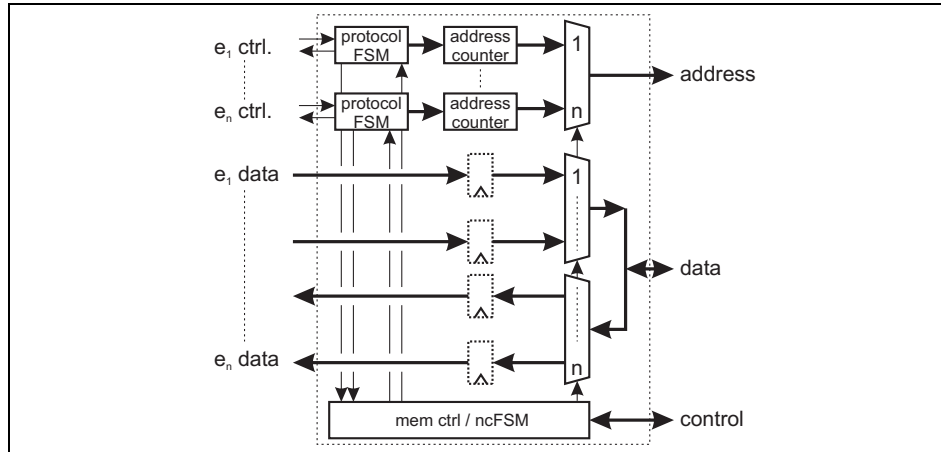 e1 ctrl.
protocol
FSM
address
counter
1
address
en ctrl.
protocol
FSM
address
counter
n
e1 data
1
data
en data
n
mem ctrl / ncFSM
control